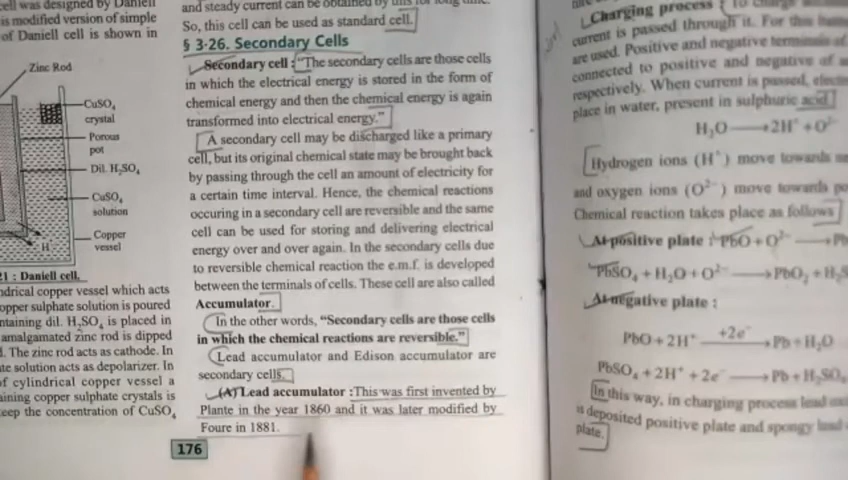 cell was designed by Daniell
is modified version of simple
of Daniell cell is shown in
Zinc Rod
CuSO₄
crystal
Porous
pot
Dil. H₂SO₄
CuSO₄
solution
Copper
vessel
H
21 : Daniell cell.
ndrical copper vessel which acts
opper sulphate solution is poured
ntaining dil. H₂SO₄ is placed in
amalgamated zinc rod is dipped
d. The zinc rod acts as cathode. In
te solution acts as depolarizer. In
of cylindrical copper vessel a
aining copper sulphate crystals is
eep the concentration of CuSO₄
and steady current can be obtained by this for long time.
So, this cell can be used as standard cell.
§ 3·26. Secondary Cells
Secondary cell : "The secondary cells are those cells
in which the electrical energy is stored in the form of
chemical energy and then the chemical energy is again
transformed into electrical energy."
A secondary cell may be discharged like a primary
cell, but its original chemical state may be brought back
by passing through the cell an amount of electricity for
a certain time interval. Hence, the chemical reactions
occuring in a secondary cell are reversible and the same
cell can be used for storing and delivering electrical
energy over and over again. In the secondary cells due
to reversible chemical reaction the e.m.f. is developed
between the terminals of cells. These cell are also called
Accumulator.
In the other words, "Secondary cells are those cells
in which the chemical reactions are reversible."
Lead accumulator and Edison accumulator are
secondary cells.
(A) Lead accumulator : This was first invented by
Plante in the year 1860 and it was later modified by
Foure in 1881.
176
Charging process : To charge
current is passed through it. For this
are used. Positive and negative terminals of
connected to positive and negative of
respectively. When current is passed,
place in water, present in sulphuric acid
H₂O ⟶ 2H⁺ + O²⁻
Hydrogen ions (H⁺) move towards
and oxygen ions (O²⁻) move towards
Chemical reaction takes place as follows
At positive plate : PbO + O²⁻ ⟶ Pb
PbSO₄ + H₂O + O²⁻ ⟶ PbO₂ + H₂S
At negative plate :
PbO + 2H⁺ +2e⁻⟶ Pb + H₂O
PbSO₄ + 2H⁺ + 2e⁻ ⟶ Pb + H₂SO₄
In this way, in charging process lead
is deposited positive plate and spongy lead
plate.